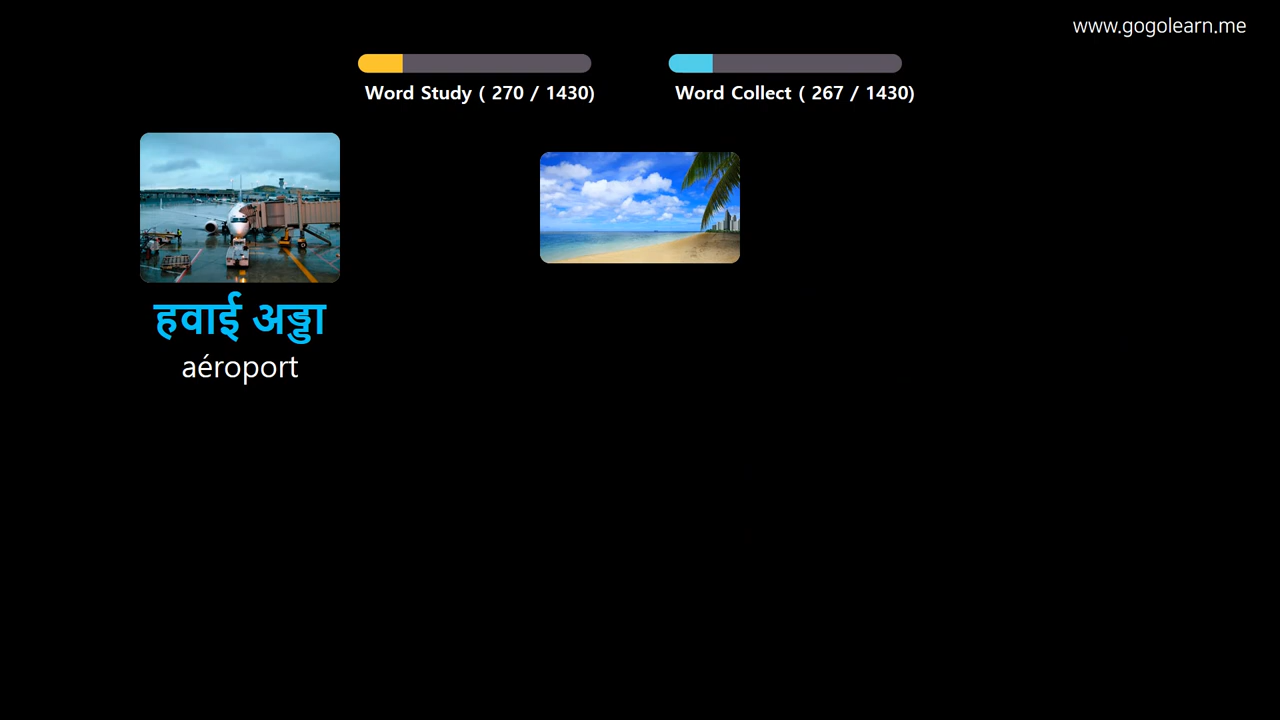 www.gogolearn.me
Word Study ( 270 / 1430)
Word Collect ( 267 / 1430)
हवाई अड्डा
aéroport